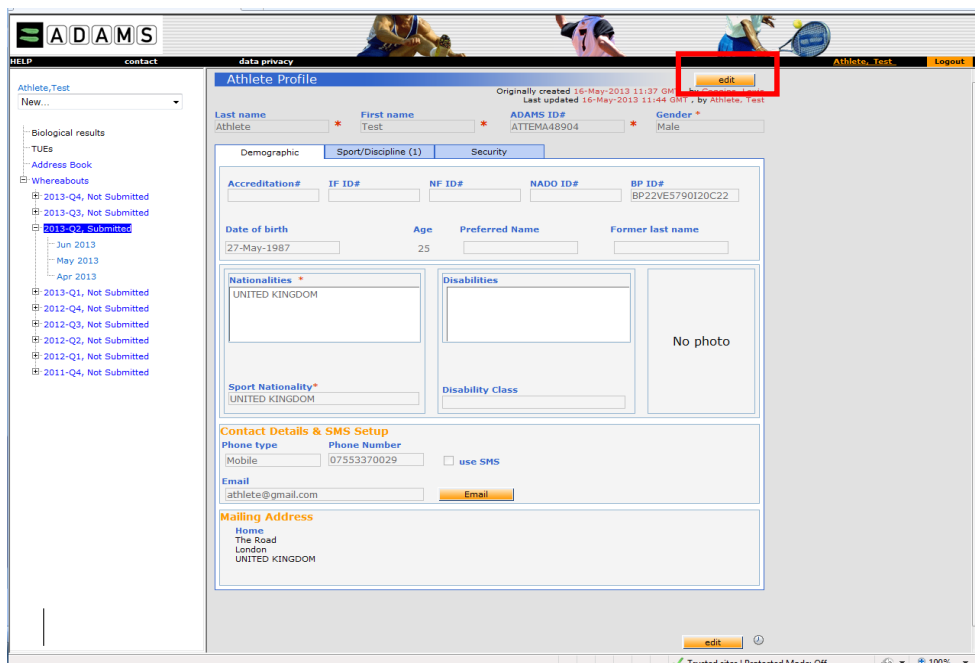 ADAMS
HELP contact data privacy Athlete, Test Logout
Athlete,Test
New...
Biological results
TUEs
Address Book
Whereabouts
2013-Q4, Not Submitted
2013-Q3, Not Submitted
2013-Q2, Submitted
Jun 2013
May 2013
Apr 2013
2013-Q1, Not Submitted
2012-Q4, Not Submitted
2012-Q3, Not Submitted
2012-Q2, Not Submitted
2012-Q1, Not Submitted
2011-Q4, Not Submitted
Athlete Profile edit
Originally created 16-May-2013 11:37 GMT , by
Last updated 16-May-2013 11:44 GMT , by Athlete, Test
Last name First name ADAMS ID# Gender *
Athlete * Test * ATTEMA48904 * Male
Demographic Sport/Discipline (1) Security
Accreditation# IF ID# NF ID# NADO ID# BP ID#
BP22VE5790I20C22
Date of birth Age Preferred Name Former last name
27-May-1987 25
Nationalities * Disabilities
UNITED KINGDOM
No photo
Sport Nationality* Disability Class
UNITED KINGDOM
Contact Details & SMS Setup
Phone type Phone Number
Mobile 07553370029 use SMS
Email
athlete@gmail.com Email
Mailing Address
Home
The Road
London
UNITED KINGDOM
edit
Trusted sites | Protected Mode: Off 100%